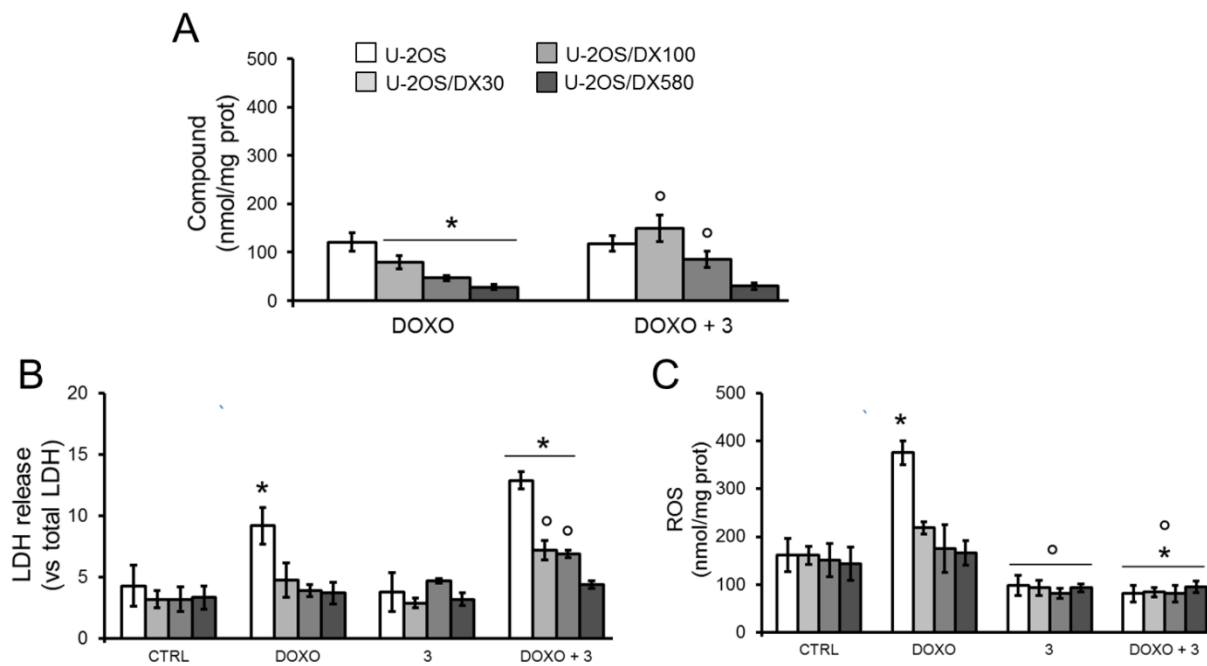 A
U-2OS
U-2OS/DX100
U-2OS/DX30
U-2OS/DX580
Compound
(nmol/mg prot)
500
400
300
200
100
0
*
°
°
DOXO
DOXO + 3
B
LDH release
(vs total LDH)
20
15
10
5
0
*
*
°
°
CTRL
DOXO
3
DOXO + 3
C
ROS
(nmol/mg prot)
500
400
300
200
100
0
*
°
°
*
CTRL
DOXO
3
DOXO + 3